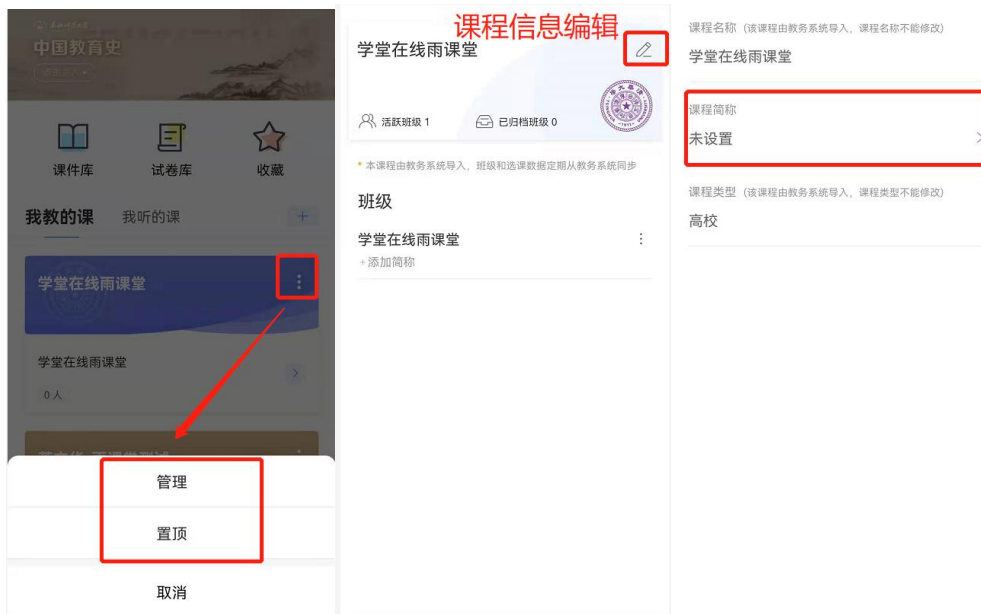 中国教育史
课件库
试卷库
收藏
我教的课
我听的课
+
学堂在线雨课堂
学堂在线雨课堂
0人
管理
置顶
取消
课程信息编辑
学堂在线雨课堂
活跃班级 1
已归档班级 0
* 本课程由教务系统导入，班级和选课数据定期从教务系统同步
班级
学堂在线雨课堂
+添加简称
课程名称（该课程由教务系统导入，课程名称不能修改）
学堂在线雨课堂
课程简称
未设置
课程类型（该课程由教务系统导入，课程类型不能修改）
高校